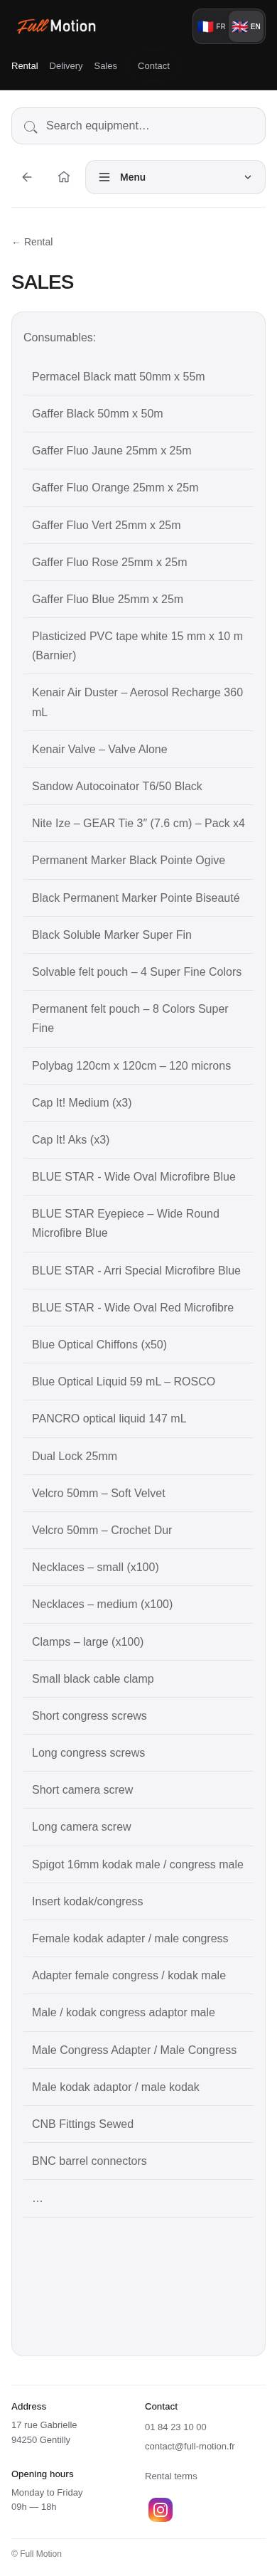 Full Motion
FR
EN
Rental Delivery Sales Contact
Search equipment…
Menu
← Rental
SALES
Consumables:
Permacel Black matt 50mm x 55m
Gaffer Black 50mm x 50m
Gaffer Fluo Jaune 25mm x 25m
Gaffer Fluo Orange 25mm x 25m
Gaffer Fluo Vert 25mm x 25m
Gaffer Fluo Rose 25mm x 25m
Gaffer Fluo Blue 25mm x 25m
Plasticized PVC tape white 15 mm x 10 m
(Barnier)
Kenair Air Duster – Aerosol Recharge 360
mL
Kenair Valve – Valve Alone
Sandow Autocoinator T6/50 Black
Nite Ize – GEAR Tie 3″ (7.6 cm) – Pack x4
Permanent Marker Black Pointe Ogive
Black Permanent Marker Pointe Biseauté
Black Soluble Marker Super Fin
Solvable felt pouch – 4 Super Fine Colors
Permanent felt pouch – 8 Colors Super
Fine
Polybag 120cm x 120cm – 120 microns
Cap It! Medium (x3)
Cap It! Aks (x3)
BLUE STAR - Wide Oval Microfibre Blue
BLUE STAR Eyepiece – Wide Round
Microfibre Blue
BLUE STAR - Arri Special Microfibre Blue
BLUE STAR - Wide Oval Red Microfibre
Blue Optical Chiffons (x50)
Blue Optical Liquid 59 mL – ROSCO
PANCRO optical liquid 147 mL
Dual Lock 25mm
Velcro 50mm – Soft Velvet
Velcro 50mm – Crochet Dur
Necklaces – small (x100)
Necklaces – medium (x100)
Clamps – large (x100)
Small black cable clamp
Short congress screws
Long congress screws
Short camera screw
Long camera screw
Spigot 16mm kodak male / congress male
Insert kodak/congress
Female kodak adapter / male congress
Adapter female congress / kodak male
Male / kodak congress adaptor male
Male Congress Adapter / Male Congress
Male kodak adaptor / male kodak
CNB Fittings Sewed
BNC barrel connectors
…
Address
17 rue Gabrielle
94250 Gentilly
Opening hours
Monday to Friday
09h — 18h
Contact
01 84 23 10 00
contact@full-motion.fr
Rental terms
© Full Motion